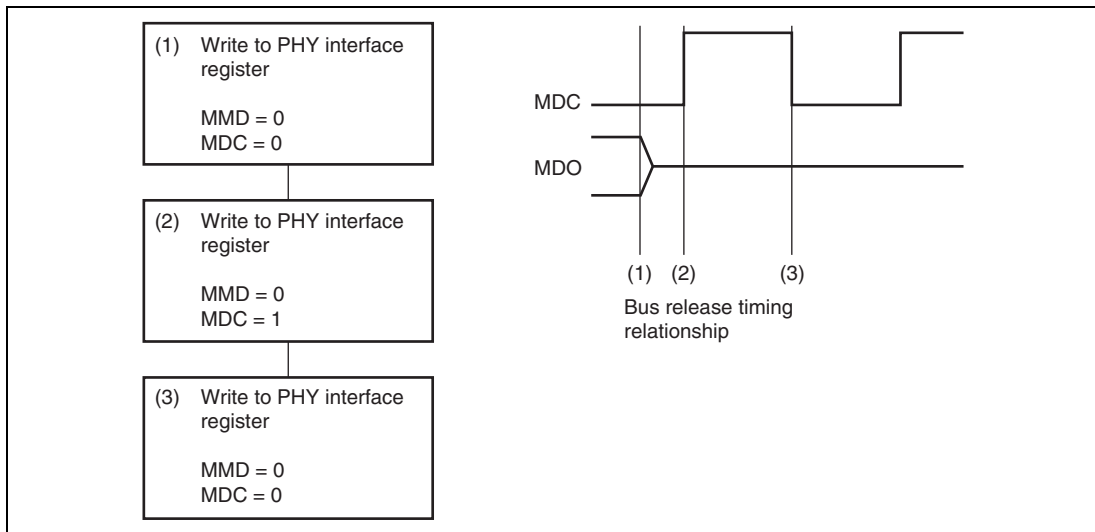 (1) Write to PHY interface
register
MMD = 0
MDC = 0
(2) Write to PHY interface
register
MMD = 0
MDC = 1
(3) Write to PHY interface
register
MMD = 0
MDC = 0
MDC
MDO
(1) (2) (3)
Bus release timing
relationship